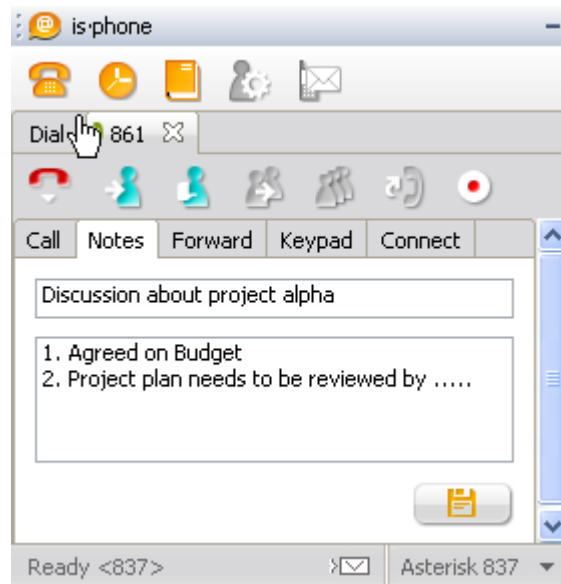 is·phone
Dial 861
Call Notes Forward Keypad Connect
Discussion about project alpha
1. Agreed on Budget
2. Project plan needs to be reviewed by .....
Ready <837> Asterisk 837